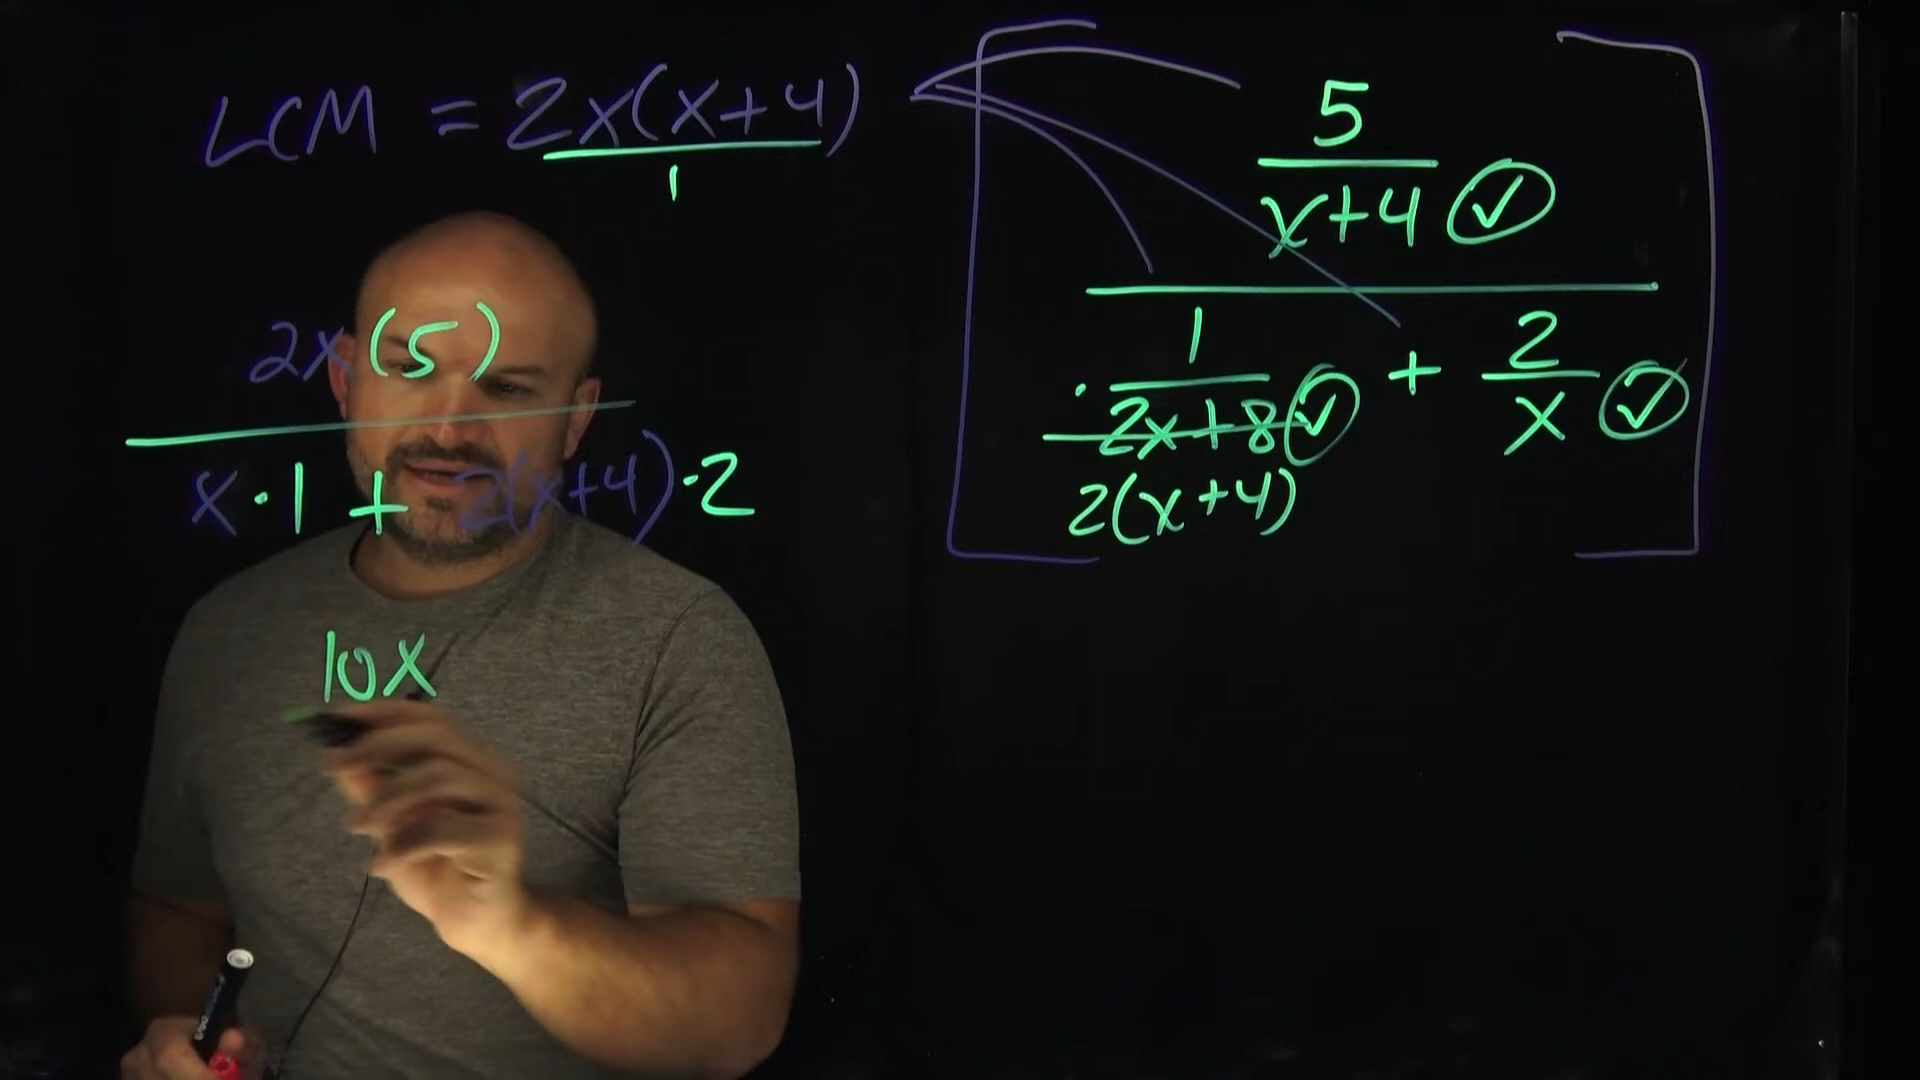 LCM = 2x(x+4)
1
2x(5)
x·1 + 2(x+4)·2
10x
5
x+4 ✓
1
2
· 2x+8 ✓ + x ✓
2(x+4)